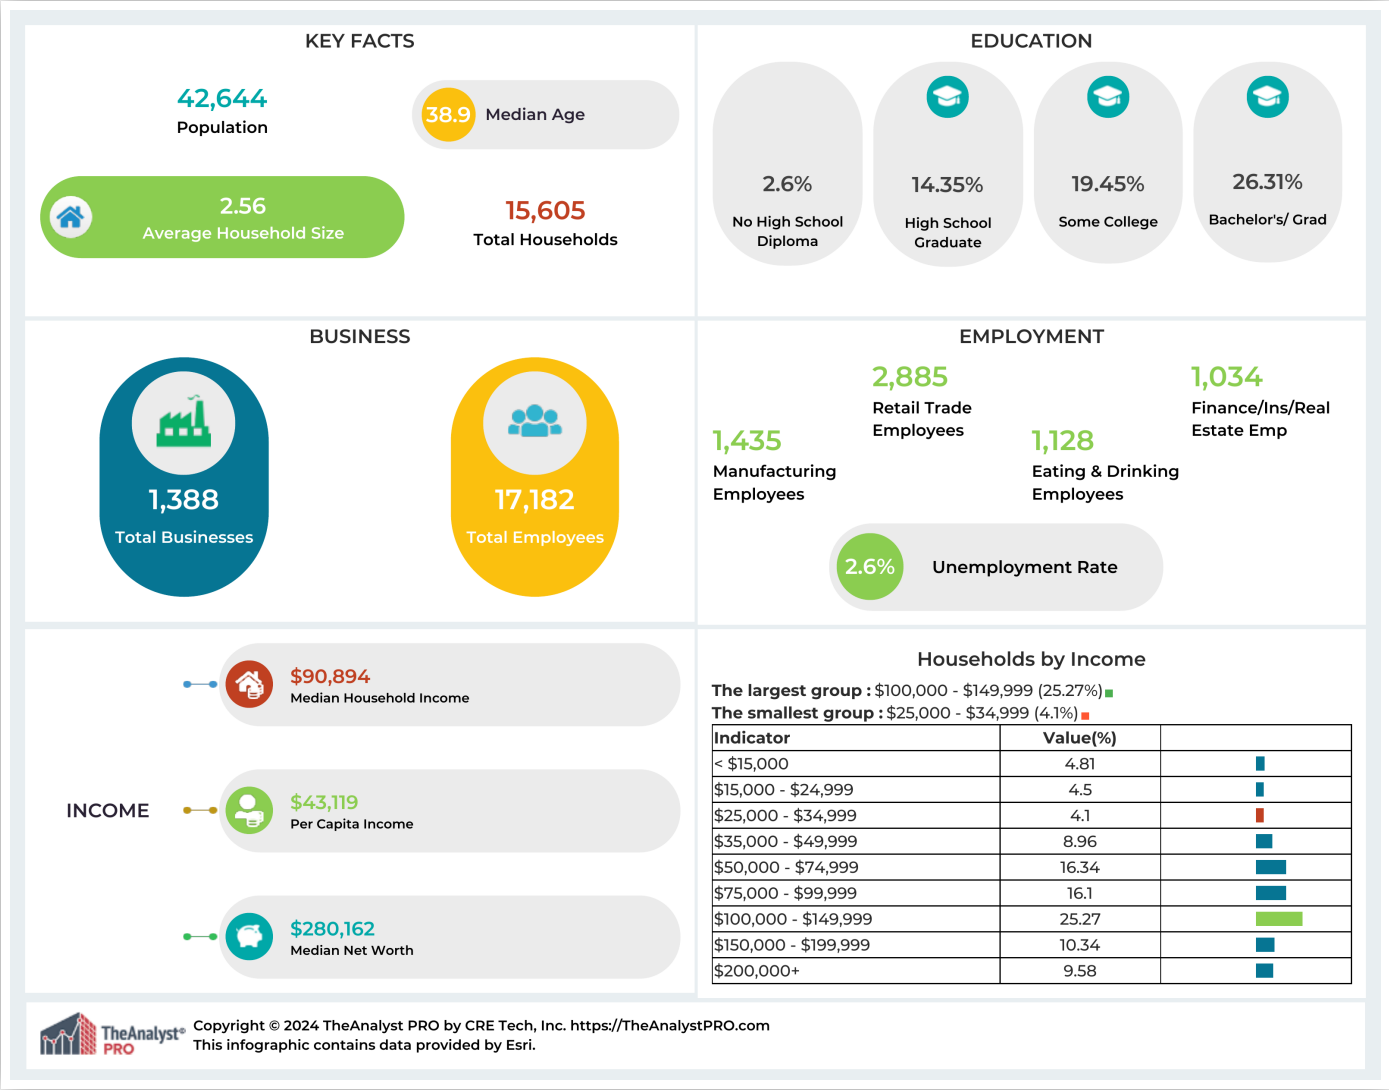 KEY FACTS
42,644
Population
38.9 Median Age
2.56
Average Household Size
15,605
Total Households
EDUCATION
2.6%
No High School
Diploma
14.35%
High School
Graduate
19.45%
Some College
26.31%
Bachelor's/ Grad
BUSINESS
1,388
Total Businesses
17,182
Total Employees
EMPLOYMENT
1,435
Manufacturing
Employees
2,885
Retail Trade
Employees
1,128
Eating & Drinking
Employees
1,034
Finance/Ins/Real
Estate Emp
2.6% Unemployment Rate
INCOME
$90,894
Median Household Income
$43,119
Per Capita Income
$280,162
Median Net Worth
Households by Income
The largest group : $100,000 - $149,999 (25.27%)
The smallest group : $25,000 - $34,999 (4.1%)
Indicator Value(%)
< $15,000 4.81
$15,000 - $24,999 4.5
$25,000 - $34,999 4.1
$35,000 - $49,999 8.96
$50,000 - $74,999 16.34
$75,000 - $99,999 16.1
$100,000 - $149,999 25.27
$150,000 - $199,999 10.34
$200,000+ 9.58
TheAnalyst®
PRO
Copyright © 2024 TheAnalyst PRO by CRE Tech, Inc. https://TheAnalystPRO.com
This infographic contains data provided by Esri.